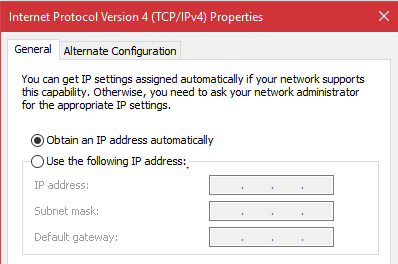 Internet Protocol Version 4 (TCP/IPv4) Properties
General
Alternate Configuration
You can get IP settings assigned automatically if your network supports
this capability. Otherwise, you need to ask your network administrator
for the appropriate IP settings.
Obtain an IP address automatically
Use the following IP address:
IP address:
Subnet mask:
Default gateway: